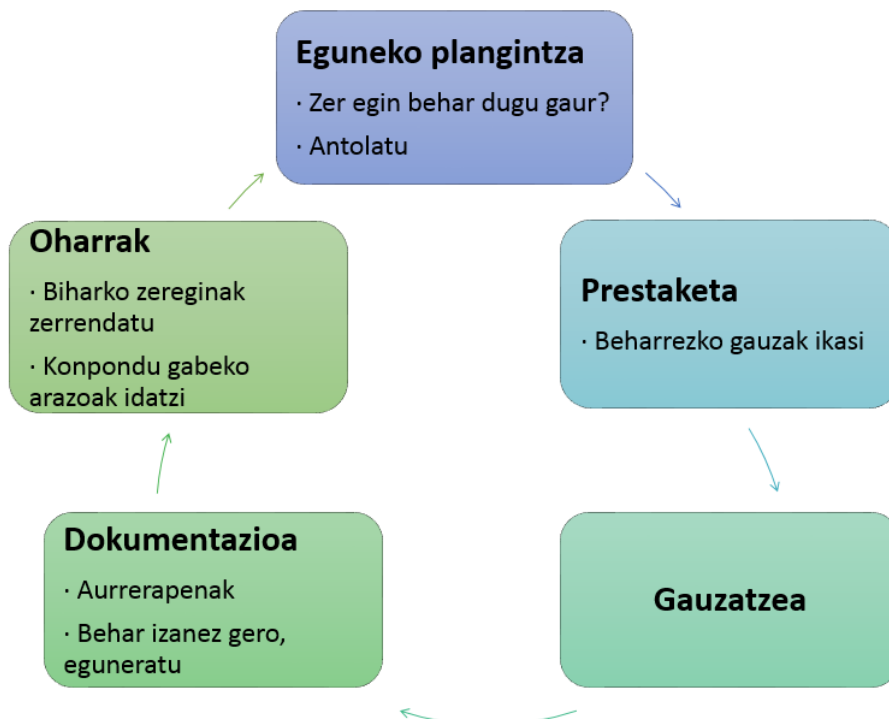 Eguneko plangintza
· Zer egin behar dugu gaur?
· Antolatu
Prestaketa
· Beharrezko gauzak ikasi
Gauzatzea
Dokumentazioa
· Aurrerapenak
· Behar izanez gero,
eguneratu
Oharrak
· Biharko zereginak
zerrendatu
· Konpondu gabeko
arazoak idatzi